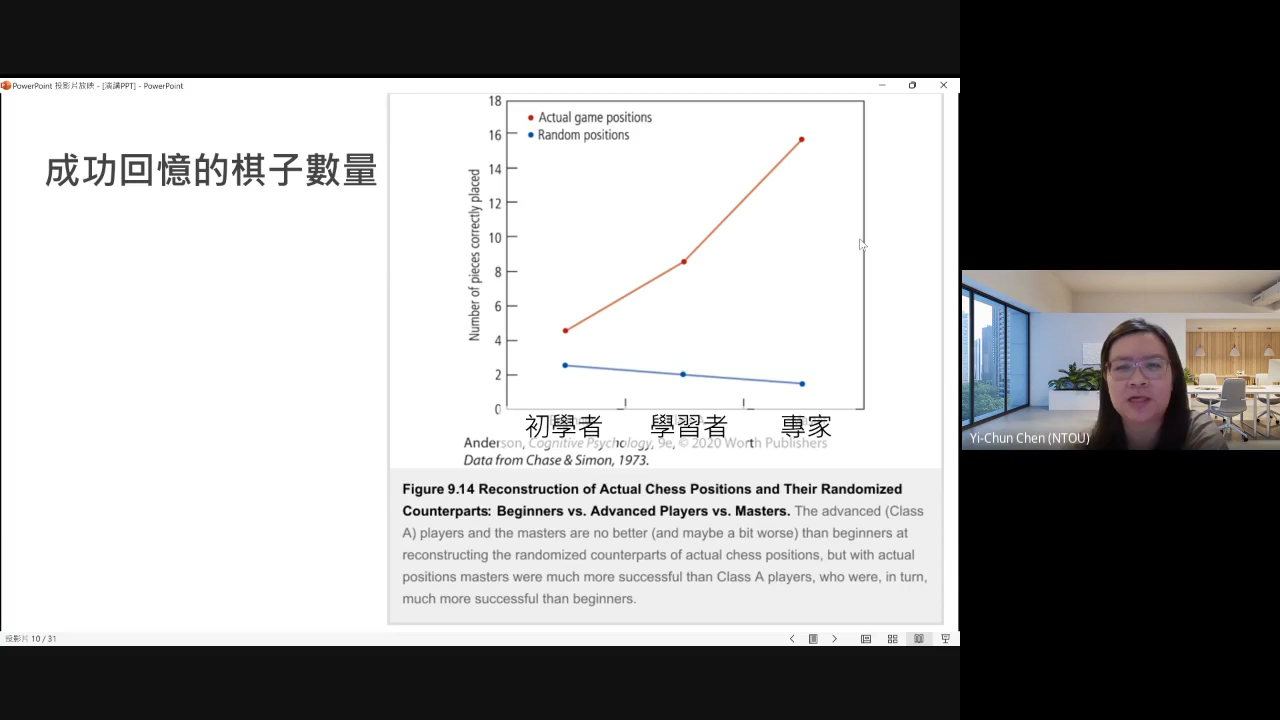 PowerPoint 投影片放映 - [演講PPT] - PowerPoint
成功回憶的棋子數量
Number of pieces correctly placed
18
16
14
12
10
8
6
4
2
0
Actual game positions
Random positions
初學者 學習者 專家
Anderson, Cognitive Psychology, 9e, © 2020 Worth Publishers
Data from Chase & Simon, 1973.
Figure 9.14 Reconstruction of Actual Chess Positions and Their Randomized
Counterparts: Beginners vs. Advanced Players vs. Masters. The advanced (Class
A) players and the masters are no better (and maybe a bit worse) than beginners at
reconstructing the randomized counterparts of actual chess positions, but with actual
positions masters were much more successful than Class A players, who were, in turn,
much more successful than beginners.
投影片 10 / 31
Yi-Chun Chen (NTOU)